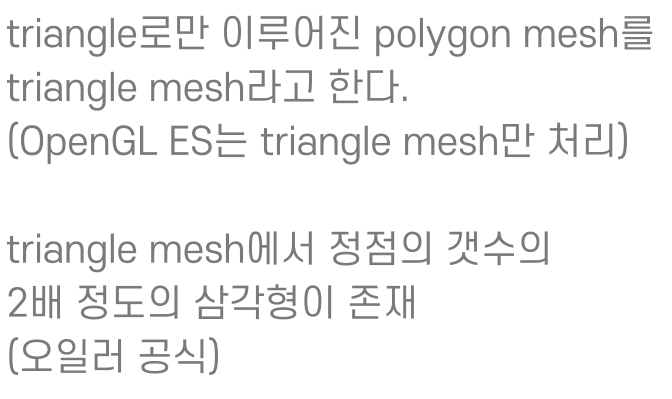 triangle로만 이루어진 polygon mesh를
triangle mesh라고 한다.
(OpenGL ES는 triangle mesh만 처리)
triangle mesh에서 정점의 갯수의
2배 정도의 삼각형이 존재
(오일러 공식)